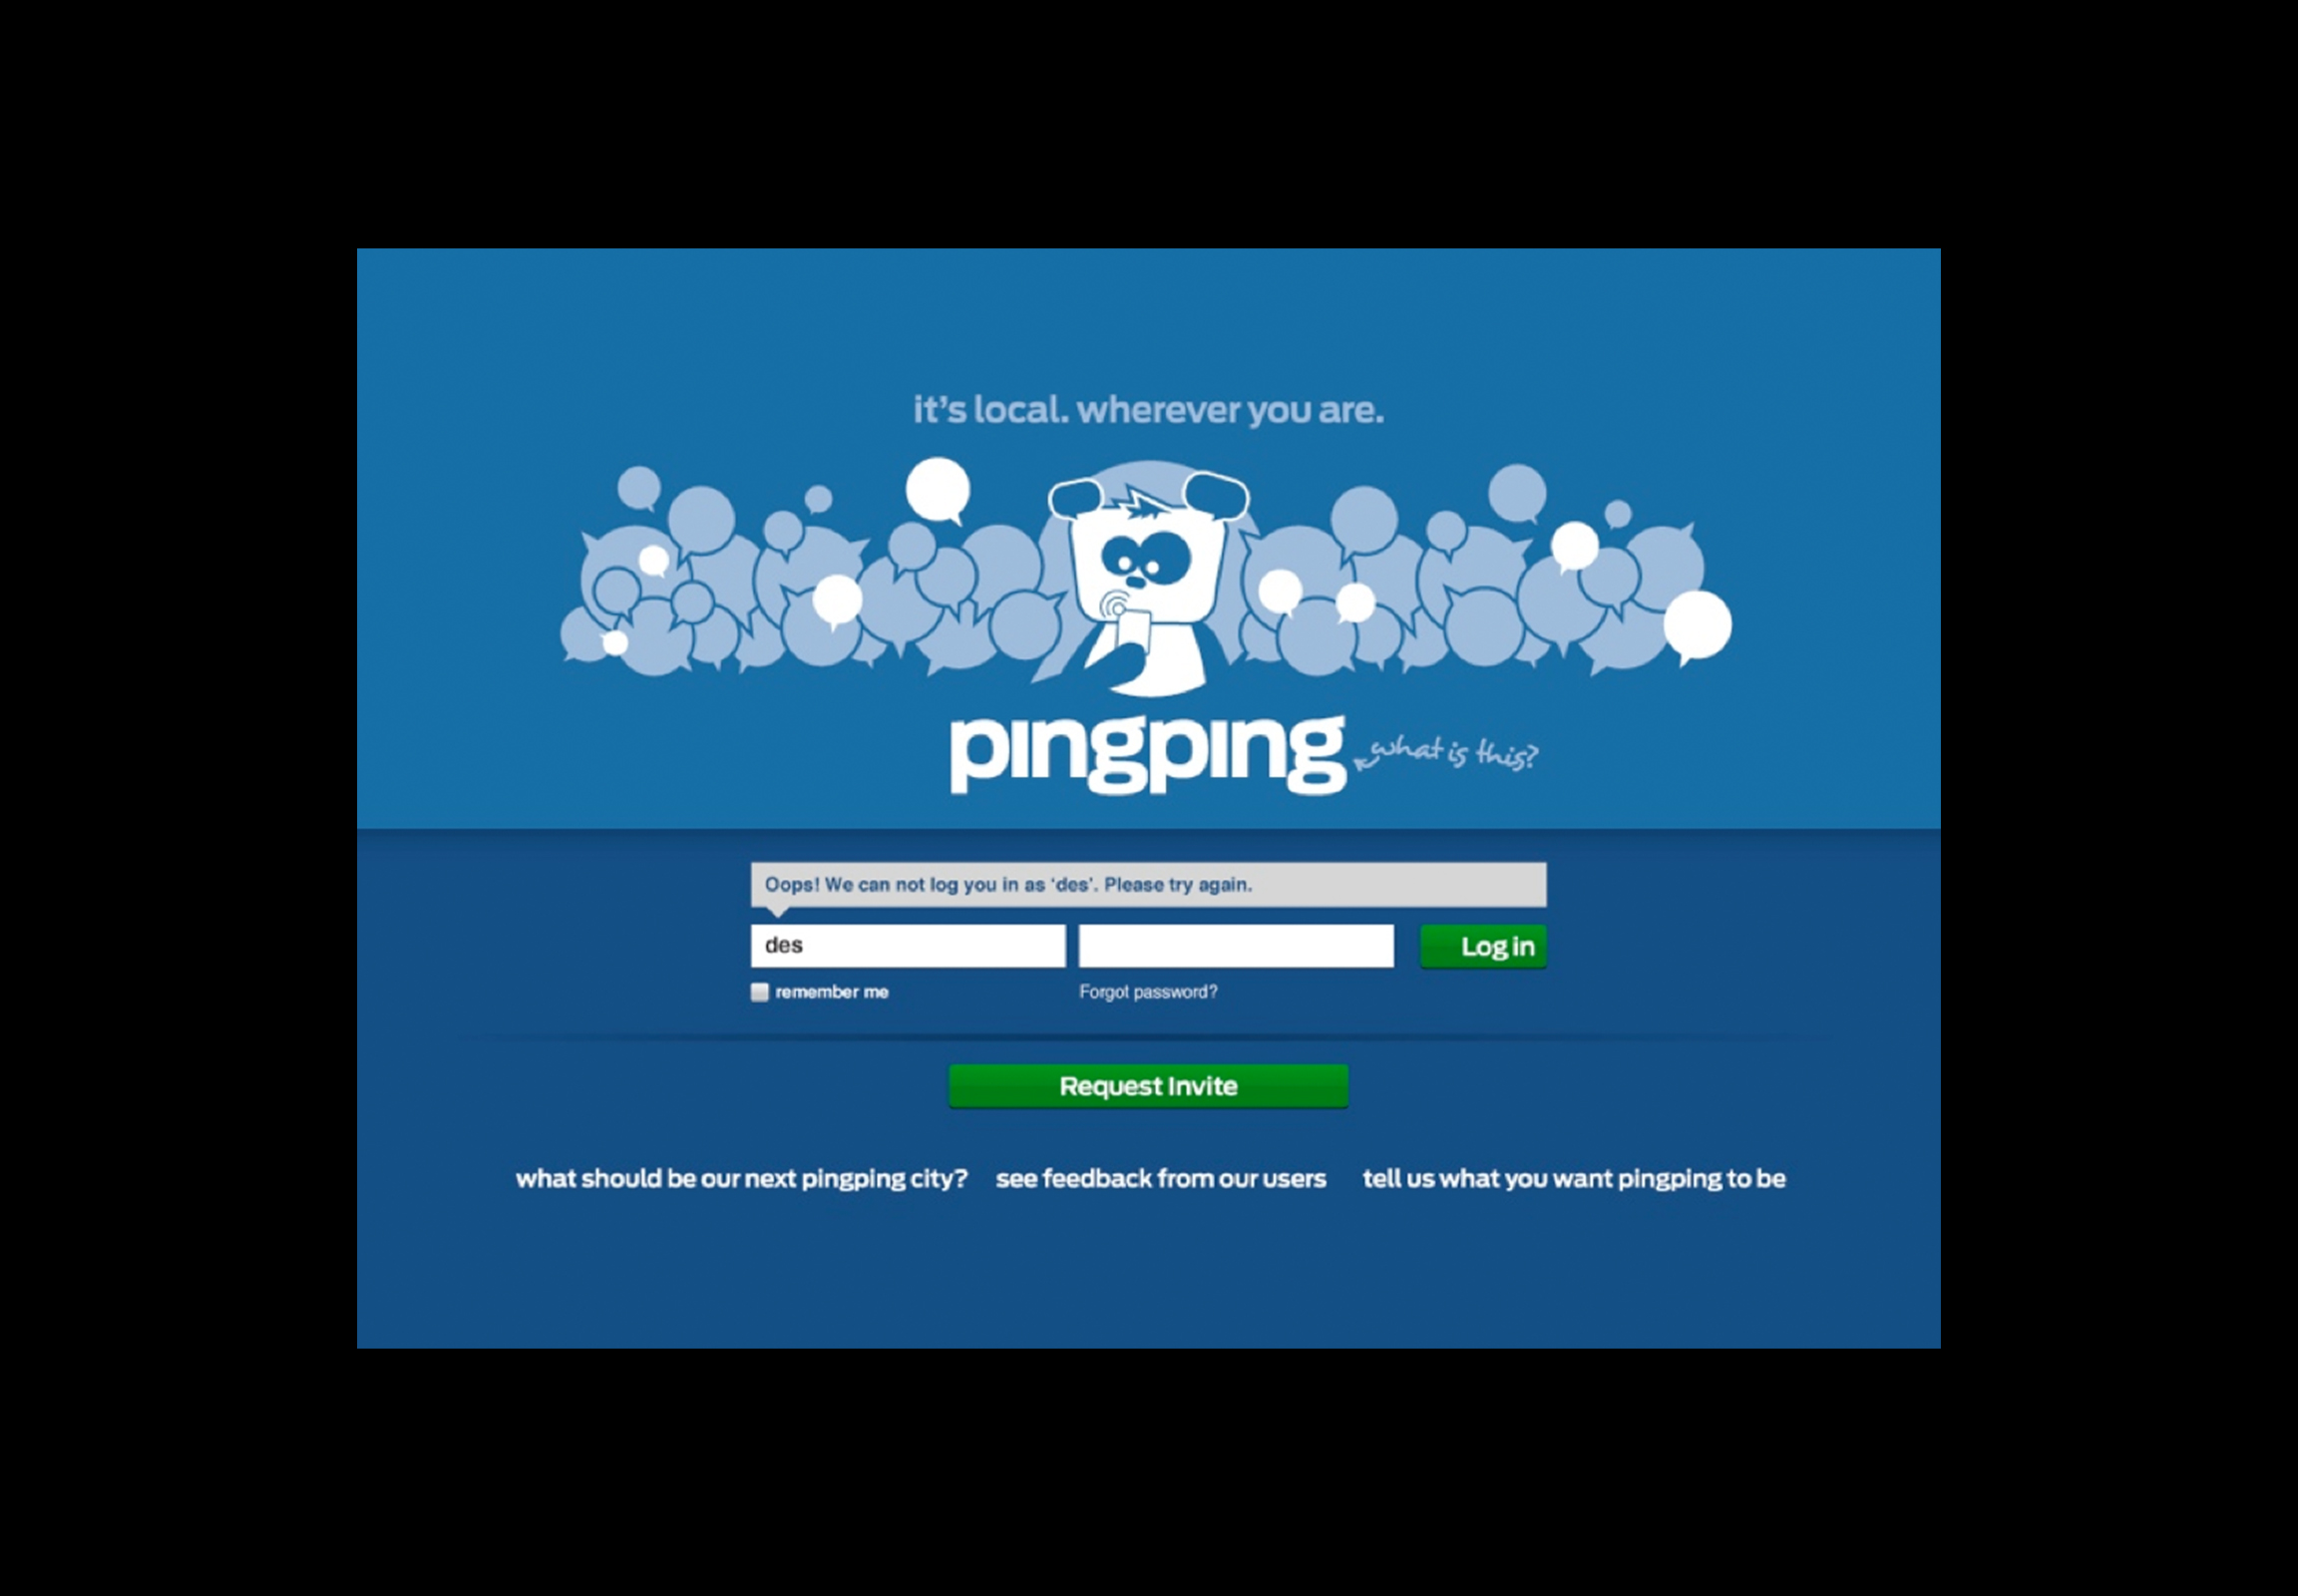 it's local. wherever you are.
pingping
what is this?
Oops! We can not log you in as 'des'. Please try again.
des
Log in
remember me
Forgot password?
Request Invite
what should be our next pingping city?
see feedback from our users
tell us what you want pingping to be